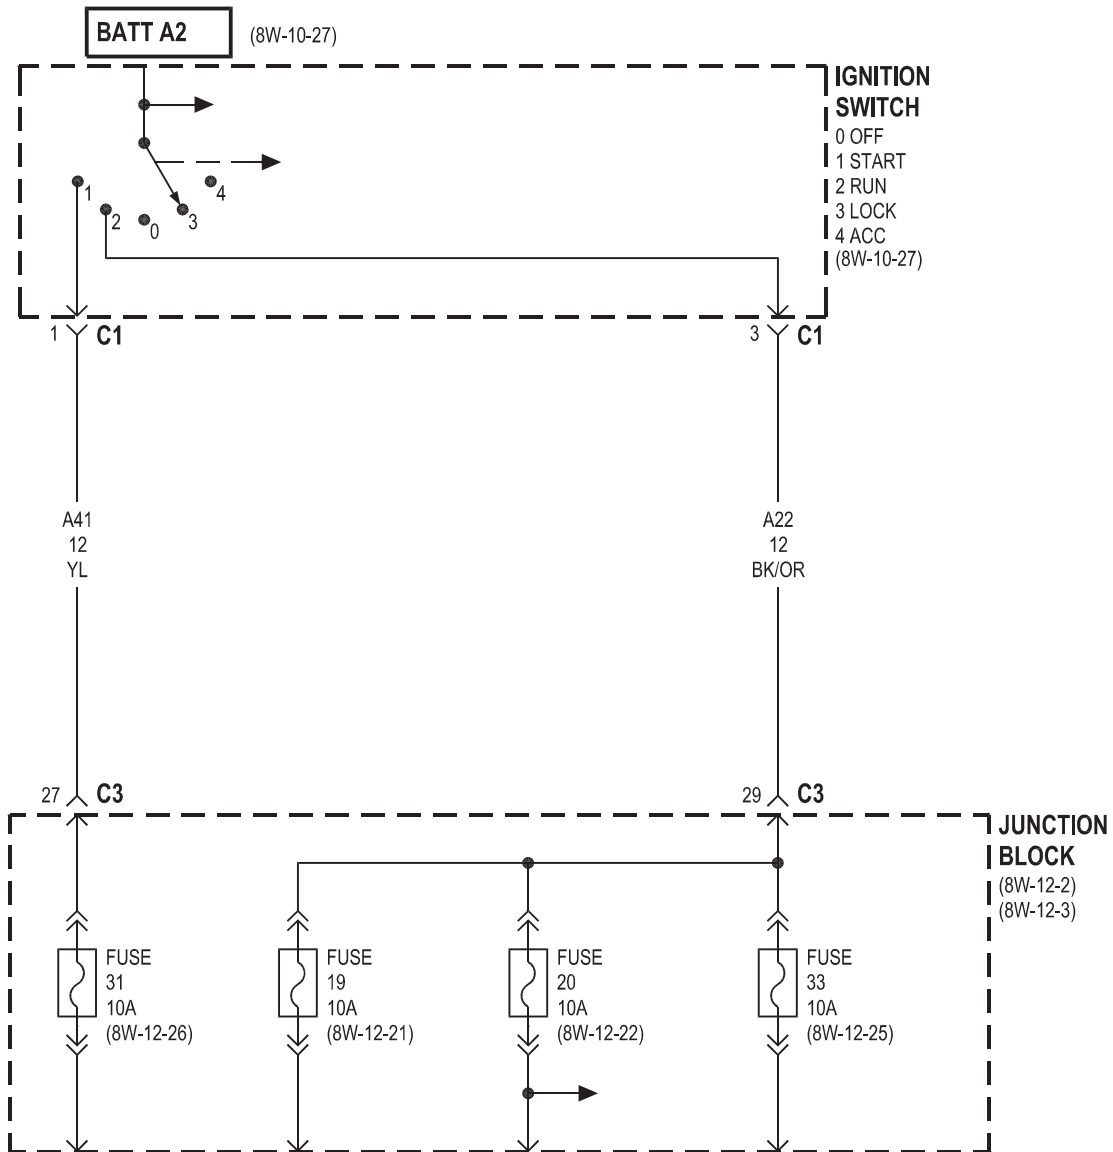 BATT A2 (8W-10-27)
IGNITION
SWITCH
0 OFF
1 START
2 RUN
3 LOCK
4 ACC
(8W-10-27)
1
2
0
3
4
1 C1
3 C1
A41
12
YL
A22
12
BK/OR
27 C3
29 C3
JUNCTION
BLOCK
(8W-12-2)
(8W-12-3)
FUSE
31
10A
(8W-12-26)
FUSE
19
10A
(8W-12-21)
FUSE
20
10A
(8W-12-22)
FUSE
33
10A
(8W-12-25)